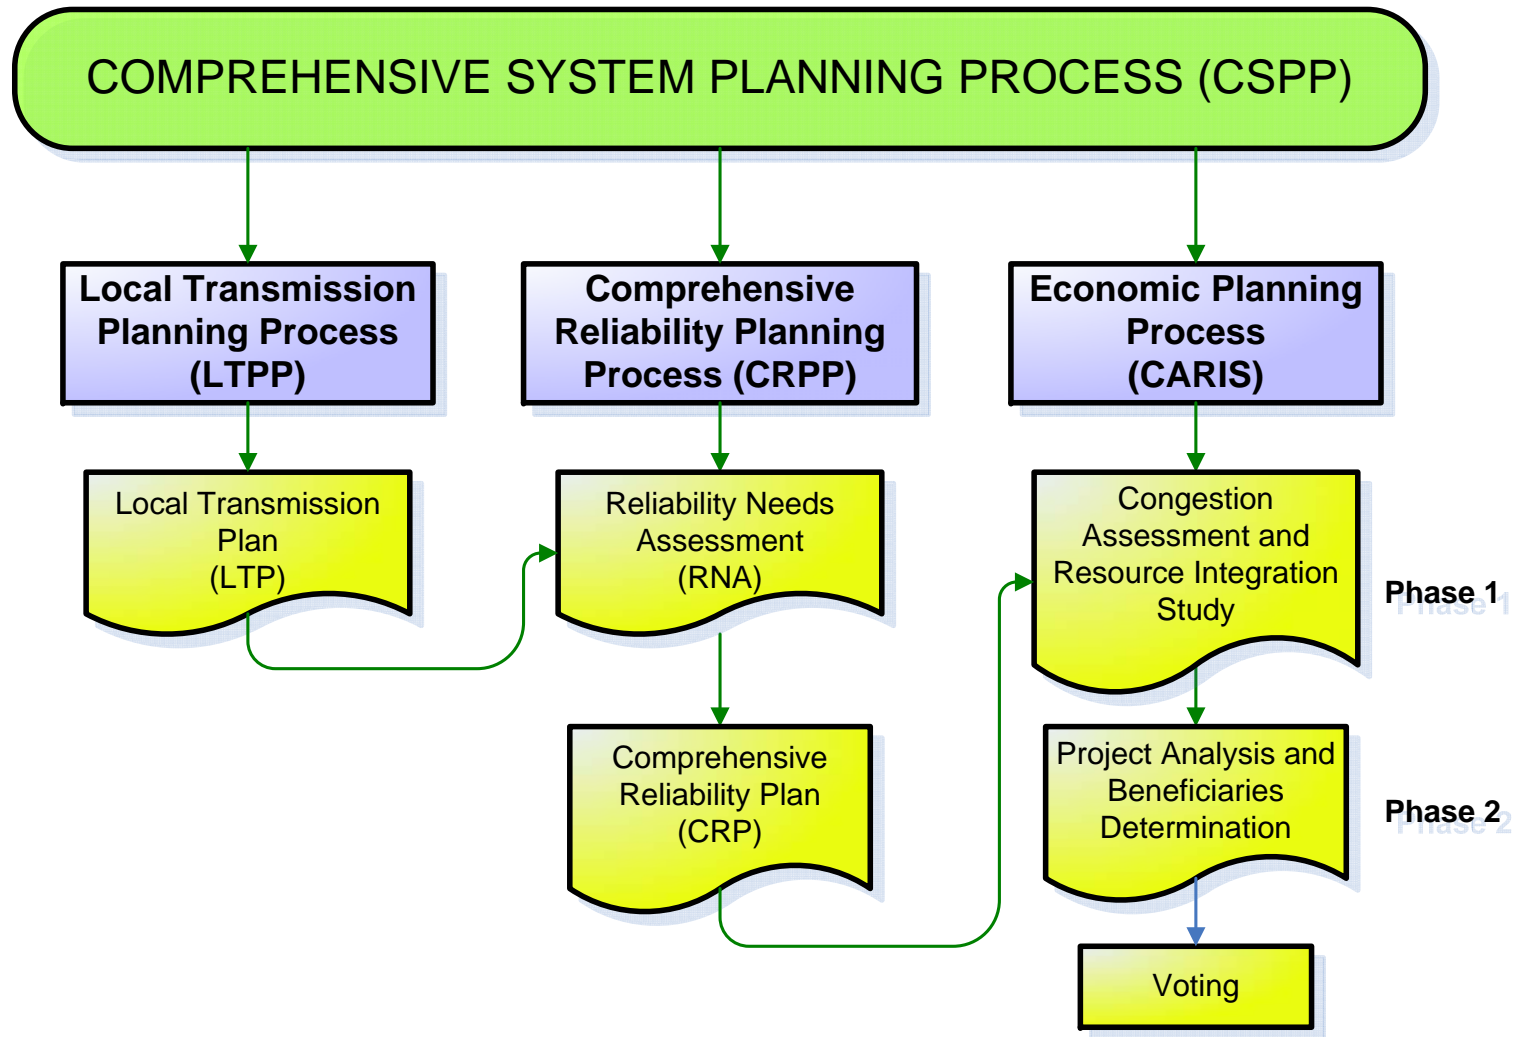 COMPREHENSIVE SYSTEM PLANNING PROCESS (CSPP)
Local Transmission
Planning Process
(LTPP)
Comprehensive
Reliability Planning
Process (CRPP)
Economic Planning
Process
(CARIS)
Local Transmission
Plan
(LTP)
Reliability Needs
Assessment
(RNA)
Congestion
Assessment and
Resource Integration
Study
Phase 1
Comprehensive
Reliability Plan
(CRP)
Project Analysis and
Beneficiaries
Determination
Phase 2
Voting